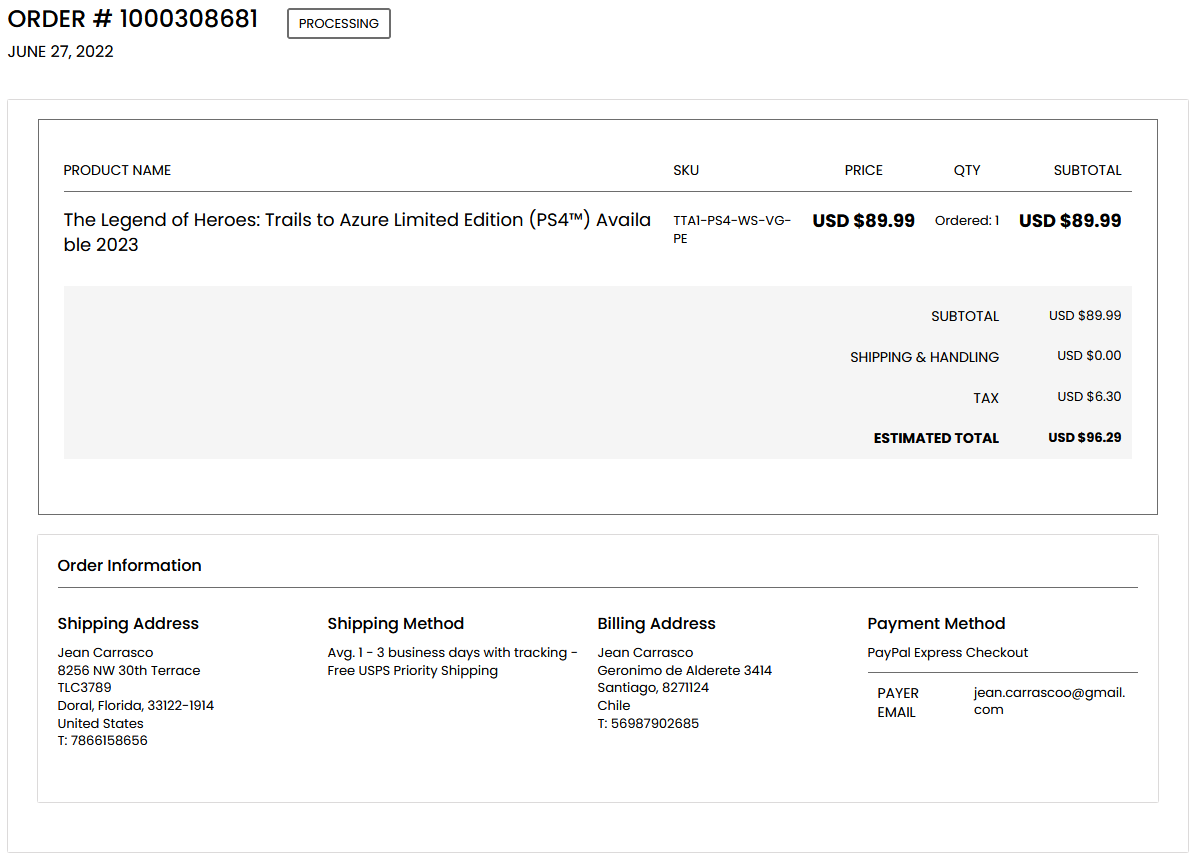 ORDER # 1000308681 PROCESSING
JUNE 27, 2022
PRODUCT NAME SKU PRICE QTY SUBTOTAL
The Legend of Heroes: Trails to Azure Limited Edition (PS4™) Availa
ble 2023
TTA1-PS4-WS-VG-
PE
USD $89.99
Ordered: 1
USD $89.99
SUBTOTAL USD $89.99
SHIPPING & HANDLING USD $0.00
TAX USD $6.30
ESTIMATED TOTAL USD $96.29
Order Information
Shipping Address
Jean Carrasco
8256 NW 30th Terrace
TLC3789
Doral, Florida, 33122-1914
United States
T: 7866158656
Shipping Method
Avg. 1 - 3 business days with tracking -
Free USPS Priority Shipping
Billing Address
Jean Carrasco
Geronimo de Alderete 3414
Santiago, 8271124
Chile
T: 56987902685
Payment Method
PayPal Express Checkout
PAYER
EMAIL
jean.carrascoo@gmail.
com